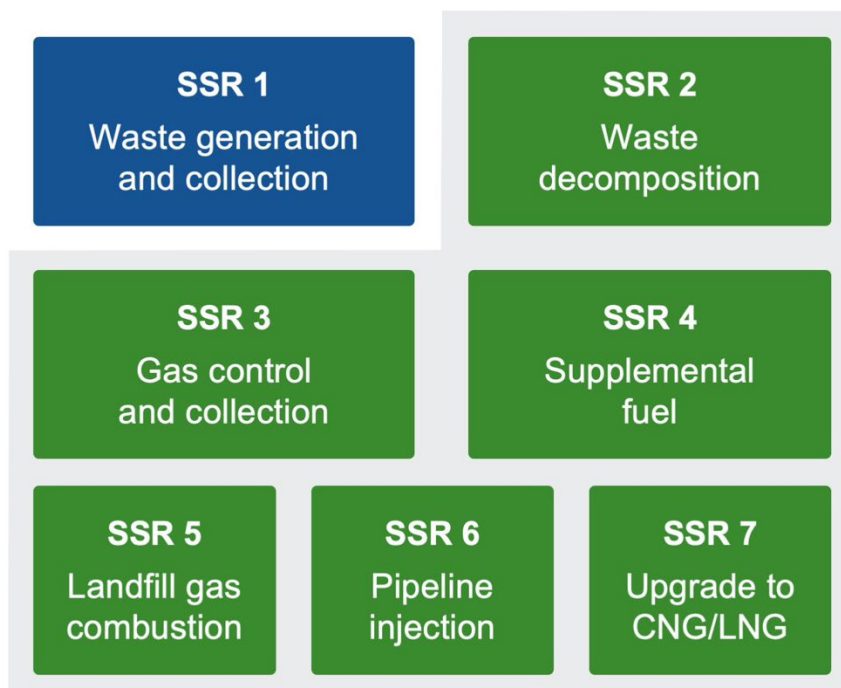 SSR 1
Waste generation
and collection
SSR 2
Waste
decomposition
SSR 3
Gas control
and collection
SSR 4
Supplemental
fuel
SSR 5
Landfill gas
combustion
SSR 6
Pipeline
injection
SSR 7
Upgrade to
CNG/LNG